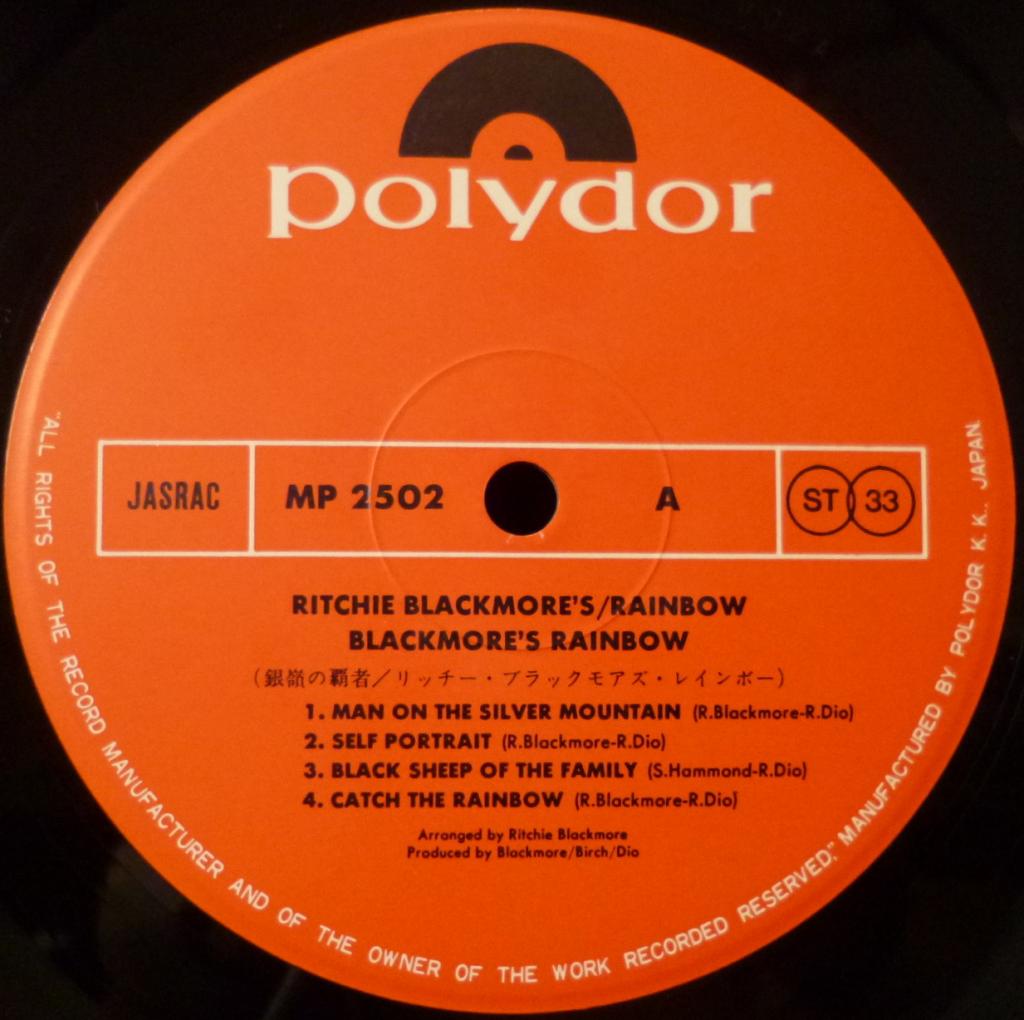 polydor
JASRAC
MP 2502
A
ST 33
RITCHIE BLACKMORE'S/RAINBOW
BLACKMORE'S RAINBOW
(銀嶺の覇者／リッチー・ブラックモアズ・レインボー)
1. MAN ON THE SILVER MOUNTAIN (R.Blackmore-R.Dio)
2. SELF PORTRAIT (R.Blackmore-R.Dio)
3. BLACK SHEEP OF THE FAMILY (S.Hammond-R.Dio)
4. CATCH THE RAINBOW (R.Blackmore-R.Dio)
Arranged by Ritchie Blackmore
Produced by Blackmore/Birch/Dio
"ALL RIGHTS OF THE RECORD MANUFACTURER AND OF THE OWNER OF THE WORK RECORDED RESERVED," MANUFACTURED BY POLYDOR K. K., JAPAN.